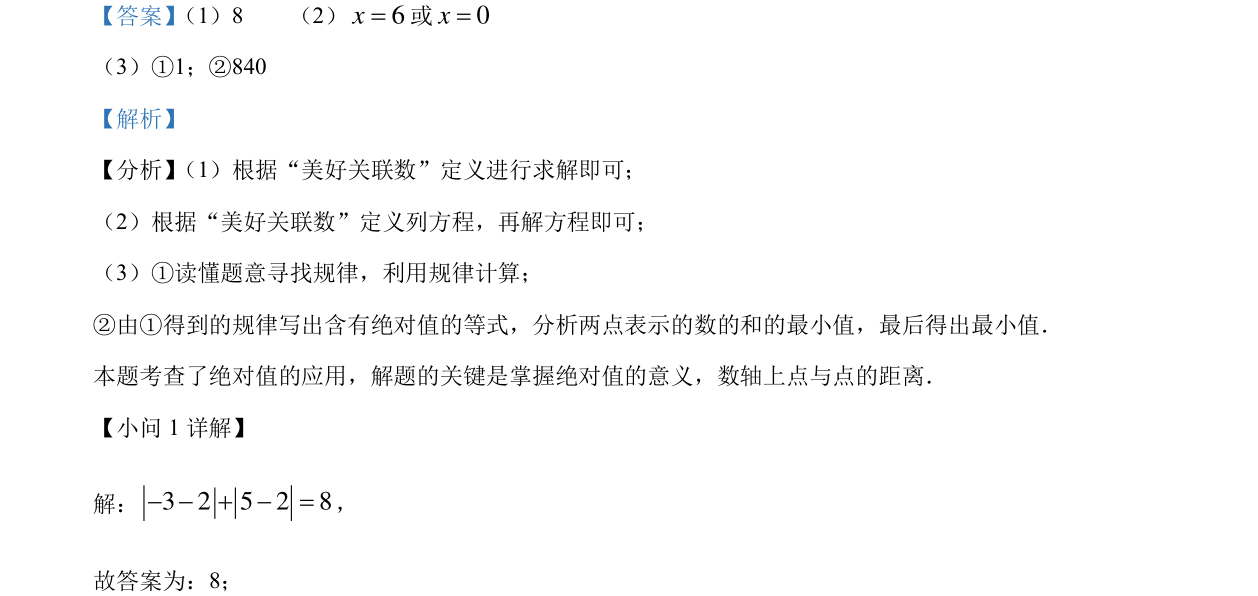 【答案】（1）8 （2）x = 6 或 x = 0
（3）①1；②840
【解析】
【分析】（1）根据“美好关联数”定义进行求解即可；
（2）根据“美好关联数”定义列方程，再解方程即可；
（3）①读懂题意寻找规律，利用规律计算；
②由①得到的规律写出含有绝对值的等式，分析两点表示的数的和的最小值，最后得出最小值．
本题考查了绝对值的应用，解题的关键是掌握绝对值的意义，数轴上点与点的距离．
【小问 1 详解】
解：|−3−2|+|5−2|=8，
故答案为：8；